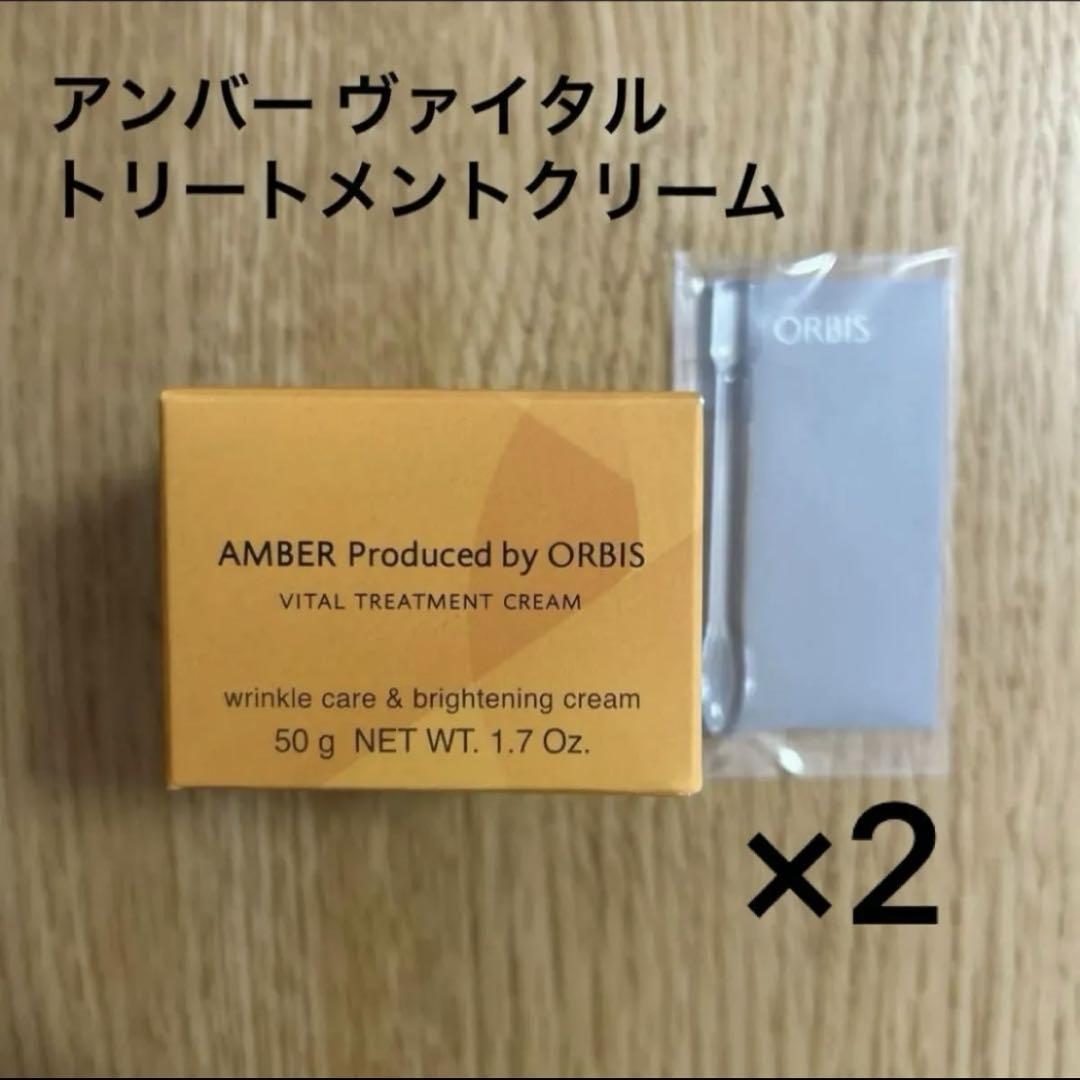 アンバー ヴァイタル
トリートメントクリーム
ORBIS
AMBER Produced by ORBIS
VITAL TREATMENT CREAM
wrinkle care & brightening cream
50 g NET WT. 1.7 Oz.
×2